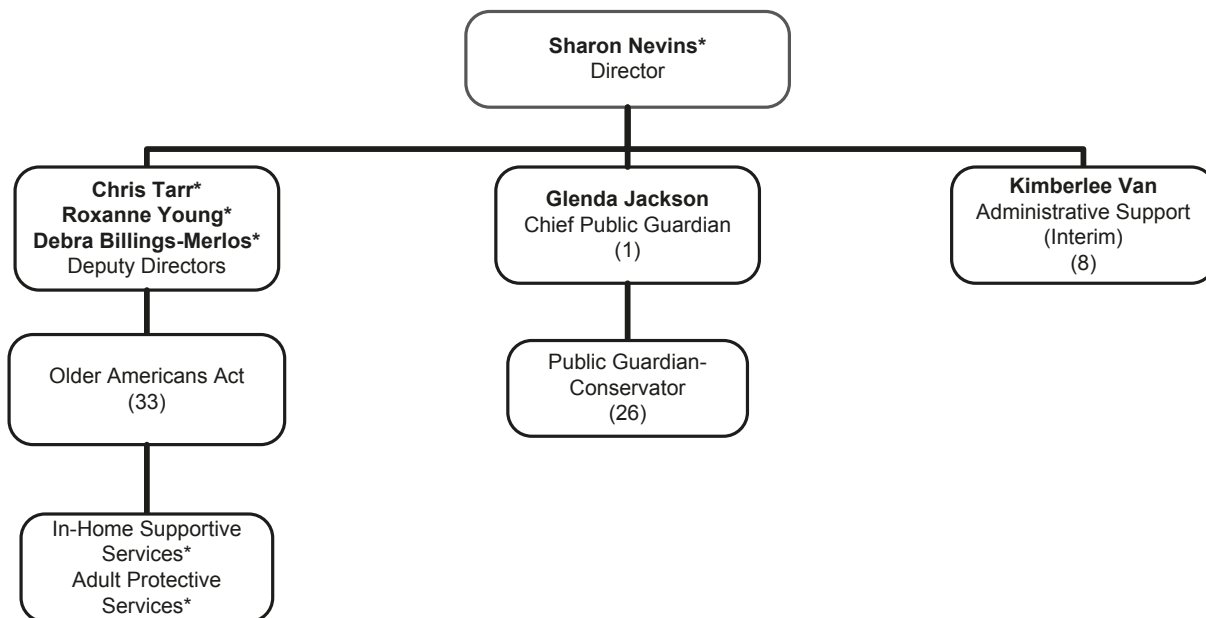 Sharon Nevins*
Director
Chris Tarr*
Roxanne Young*
Debra Billings-Merlos*
Deputy Directors
Glenda Jackson
Chief Public Guardian
(1)
Kimberlee Van
Administrative Support
(Interim)
(8)
Older Americans Act
(33)
Public Guardian-
Conservator
(26)
In-Home Supportive
Services*
Adult Protective
Services*